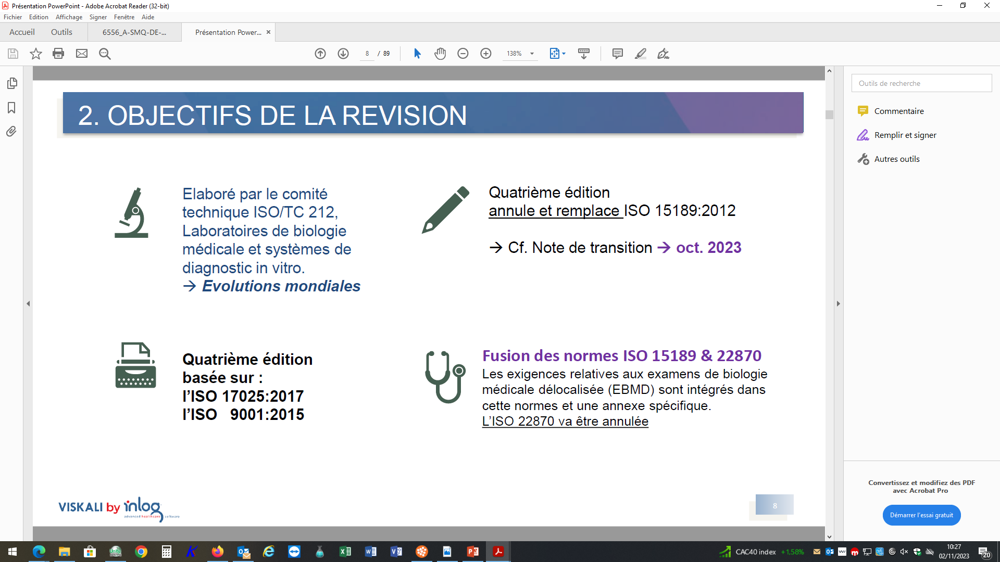 Présentation PowerPoint - Adobe Acrobat Reader (32-bit)
Fichier Edition Affichage Signer Fenêtre Aide
Accueil Outils 6556_A-SMQ-DE-... Présentation Power... ×
8 / 89 138%
2. OBJECTIFS DE LA REVISION
Elaboré par le comité
technique ISO/TC 212,
Laboratoires de biologie
médicale et systèmes de
diagnostic in vitro.
→ Evolutions mondiales
Quatrième édition
annule et remplace ISO 15189:2012
→ Cf. Note de transition → oct. 2023
Quatrième édition
basée sur :
l’ISO 17025:2017
l’ISO 9001:2015
Fusion des normes ISO 15189 & 22870
Les exigences relatives aux examens de biologie
médicale délocalisée (EBMD) sont intégrés dans
cette normes et une annexe spécifique.
L’ISO 22870 va être annulée
VISKALI by inlog
advanced healthcare software
8
Outils de recherche
Commentaire
Remplir et signer
Autres outils
Convertissez et modifiez des PDF
avec Acrobat Pro
Démarrer l'essai gratuit
CAC40 index +1,58%
10:27
02/11/2023
20